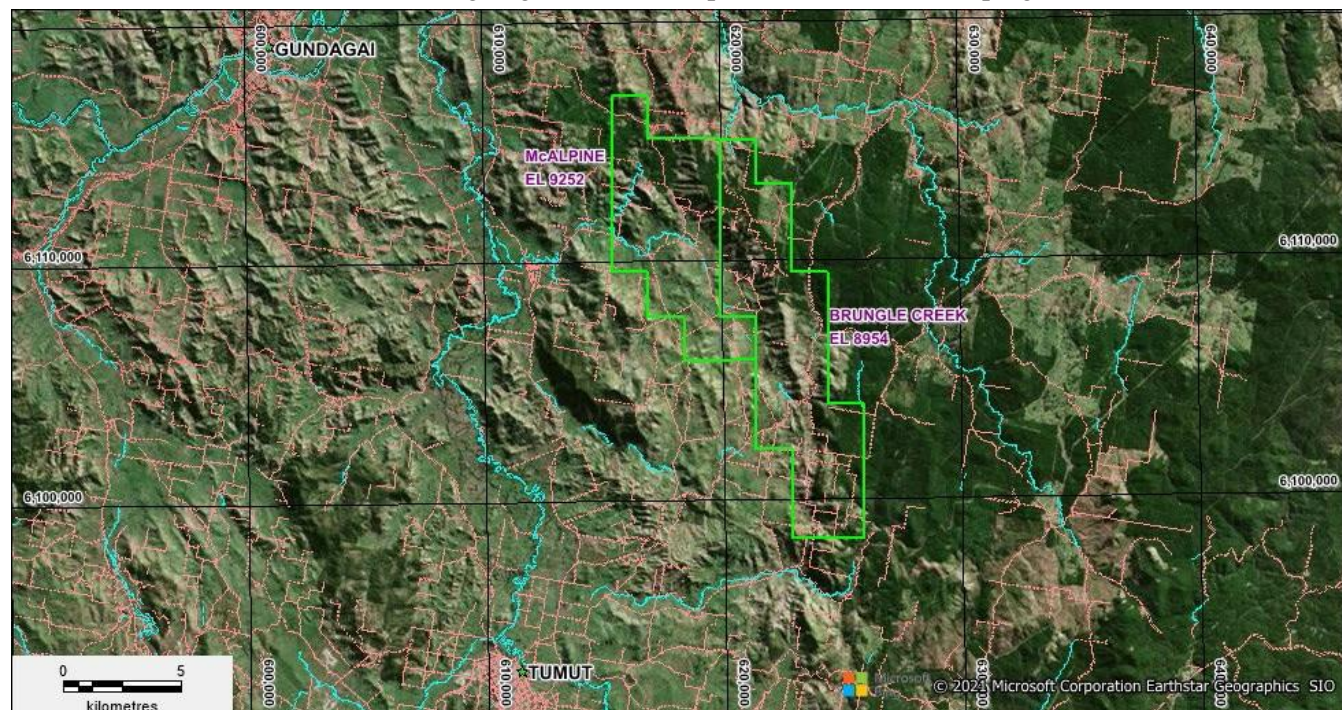 600,000
610,000
620,000
630,000
640,000
GUNDAGAI
McALPINE
EL 9252
6,110,000
6,110,000
BRUNGLE CREEK
EL 8954
6,100,000
6,100,000
0 5
kilometres
600,000
610,000
620,000
630,000
640,000
TUMUT
Microsoft
© 2021 Microsoft Corporation Earthstar Geographics SIO